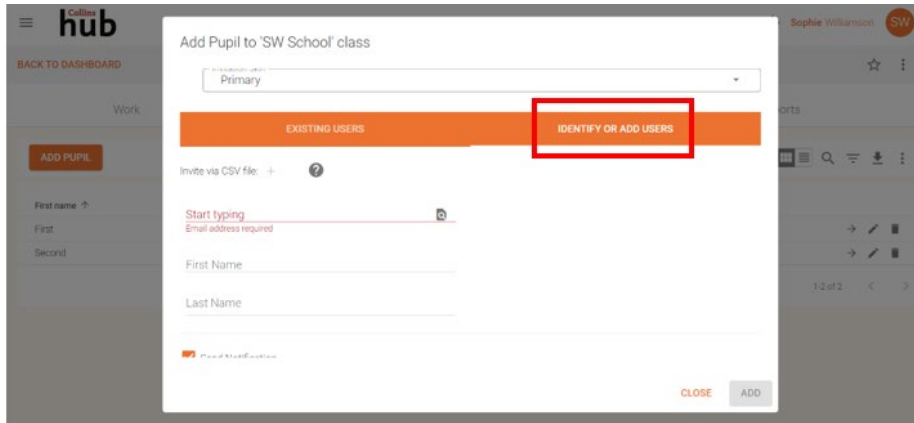 Collins
hub
Sophie Williamson
SW
BACK TO DASHBOARD
Work
ADD PUPIL
First name ↑
First
Second
1-2 of 2
Add Pupil to 'SW School' class
Primary
EXISTING USERS
IDENTIFY OR ADD USERS
Invite via CSV file: +
Start typing
Email address required
First Name
Last Name
Send Notification
CLOSE
ADD